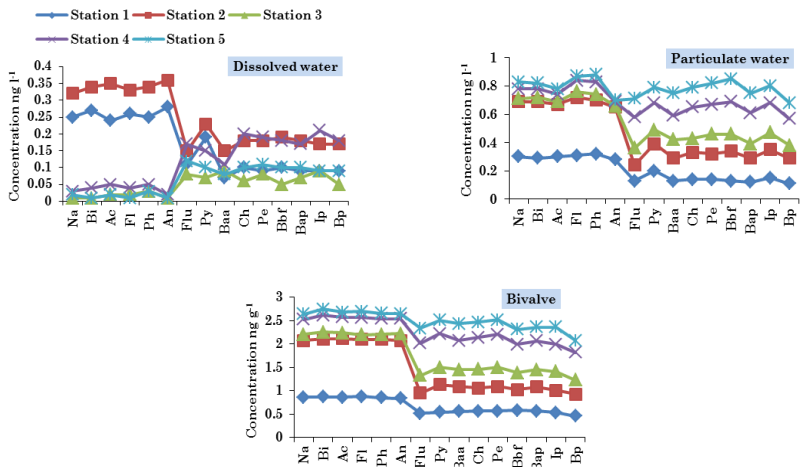 Station 1 Station 2 Station 3
Station 4 Station 5
Dissolved water
Concentration ng l-1
0.4
0.35
0.3
0.25
0.2
0.15
0.1
0.05
0
Na Bi Ac Fl Ph An Flu Py Baa Ch Pe Bbf Bap Ip Bp
Particulate water
Concentration ng l-1
1
0.8
0.6
0.4
0.2
0
Na Bi Ac Fl Ph An Flu Py Baa Ch Pe Bbf Bap Ip Bp
Bivalve
Concentration ng g-1
3
2.5
2
1.5
1
0.5
0
Na Bi Ac Fl Ph An Flu Py Baa Ch Pe Bbf Bap Ip Bp